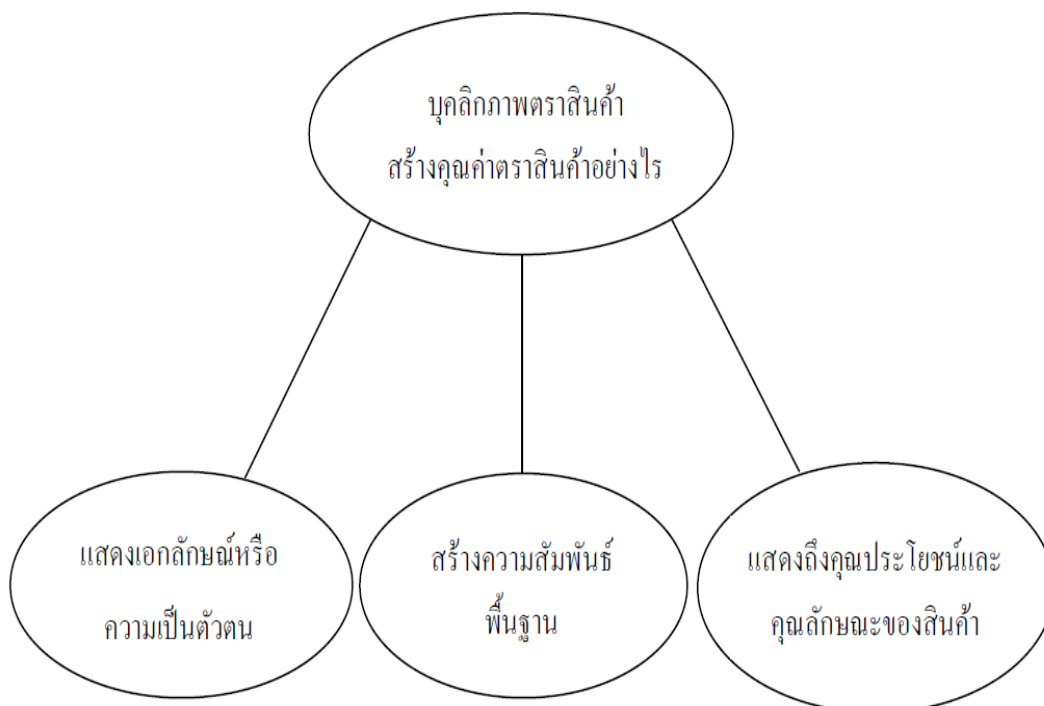 บุคลิกภาพตราสินค้า
สร้างคุณค่าตราสินค้าอย่างไร
แสดงเอกลักษณ์หรือ
ความเป็นตัวตน
สร้างความสัมพันธ์
พื้นฐาน
แสดงถึงคุณประโยชน์และ
คุณลักษณะของสินค้า